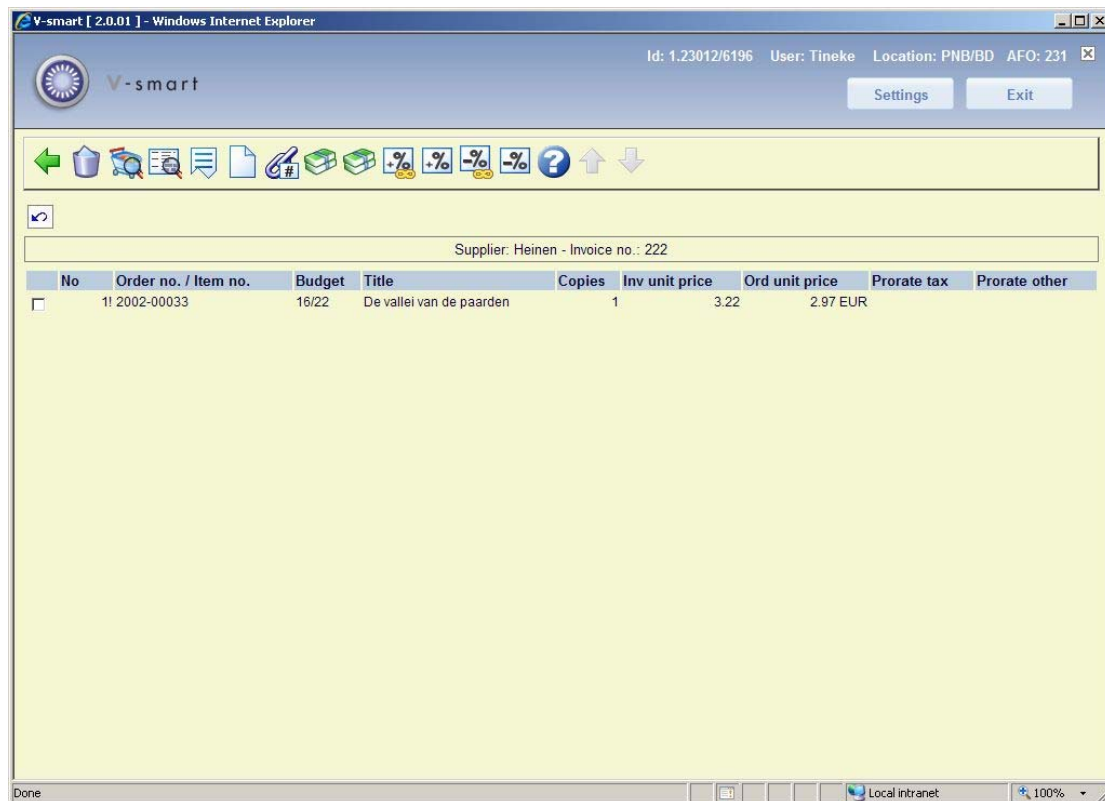 V-smart [ 2.0.01 ] - Windows Internet Explorer
Id: 1.23012/6196 User: Tineke Location: PNB/BD AFO: 231
V-smart
Settings Exit
# +% +% -% -% ?
Supplier: Heinen - Invoice no.: 222
No Order no. / Item no. Budget Title Copies Inv unit price Ord unit price Prorate tax Prorate other
1! 2002-00033 16/22 De vallei van de paarden 1 3.22 2.97 EUR
Done Local intranet 100%